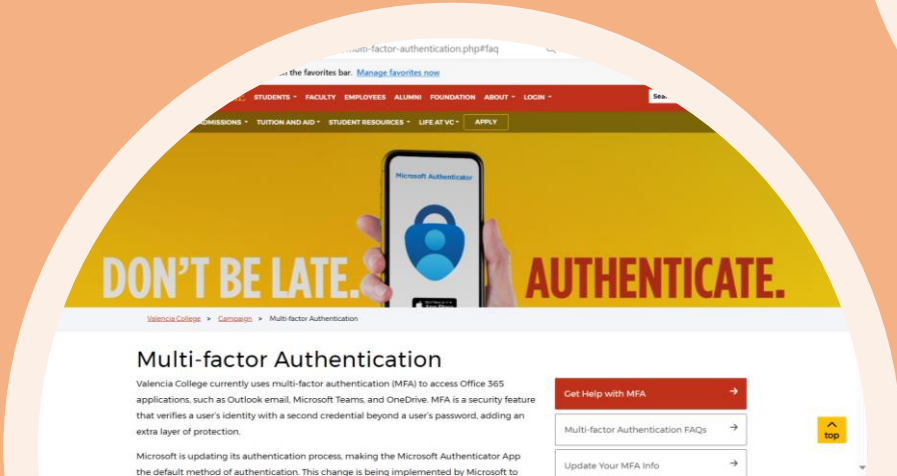 multi-factor-authentication.php#faq
the favorites bar. Manage favorites now
STUDENTS FACULTY EMPLOYEES ALUMNI FOUNDATION ABOUT LOGIN
ADMISSIONS TUITION AND AID STUDENT RESOURCES LIFE AT VC APPLY
Microsoft Authenticator
DON'T BE LATE. AUTHENTICATE.
Valencia College > Campaign > Multi-factor Authentication
Multi-factor Authentication
Valencia College currently uses multi-factor authentication (MFA) to access Office 365
applications, such as Outlook email, Microsoft Teams, and OneDrive. MFA is a security feature
that verifies a user's identity with a second credential beyond a user's password, adding an
extra layer of protection.
Microsoft is updating its authentication process, making the Microsoft Authenticator App
the default method of authentication. This change is being implemented by Microsoft to
Get Help with MFA
Multi-factor Authentication FAQs
Update Your MFA Info
top